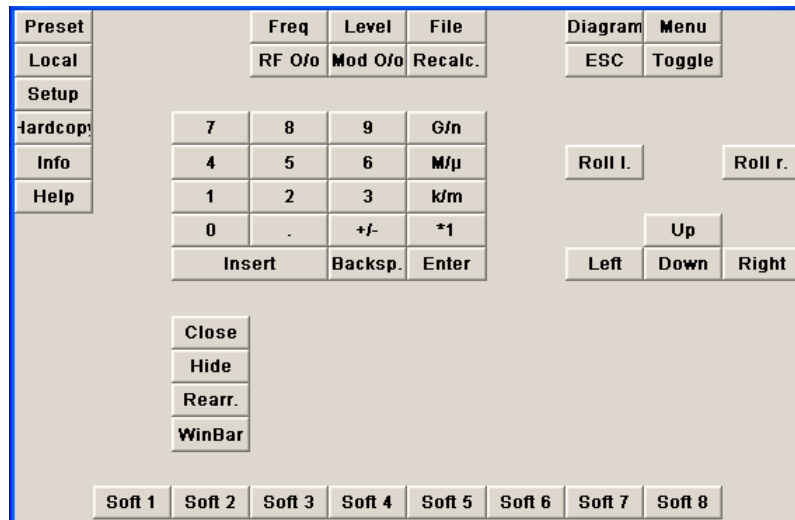 Preset Freq Level File Diagram Menu
Local RF O/o Mod O/o Recalc. ESC Toggle
Setup
Hardcopy 7 8 9 G/n
Info 4 5 6 M/µ Roll l. Roll r.
Help 1 2 3 k/m
0 . +/- *1 Up
Insert Backsp. Enter Left Down Right
Close
Hide
Rearr.
WinBar
Soft 1 Soft 2 Soft 3 Soft 4 Soft 5 Soft 6 Soft 7 Soft 8